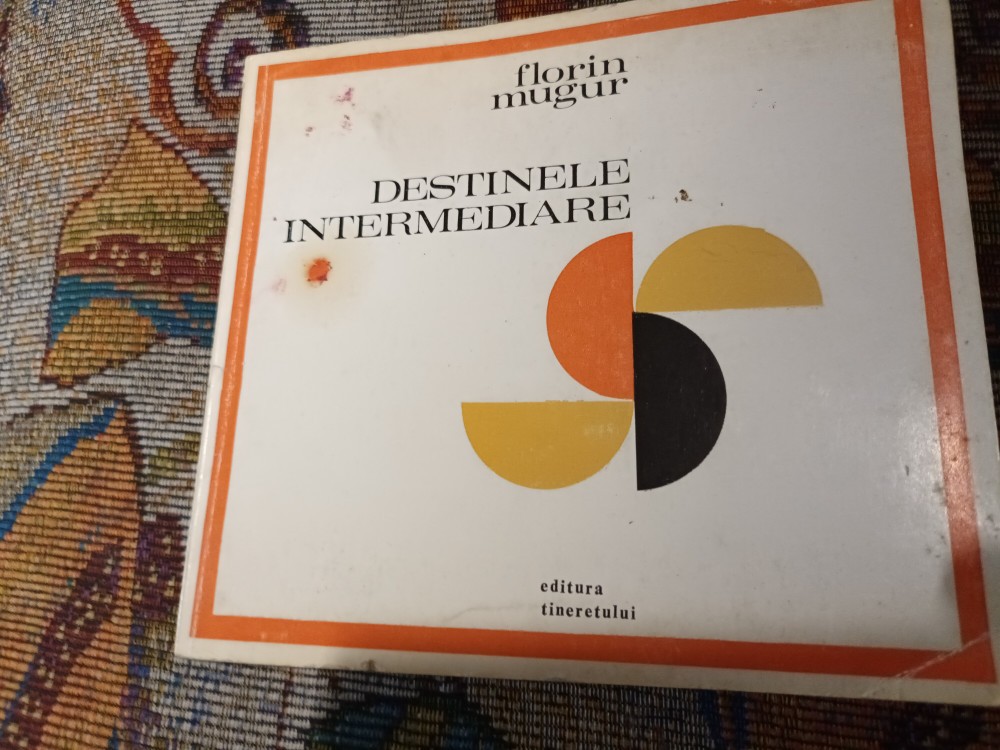 florin
mugur
DESTINELE
INTERMEDIARE
editura
tineretului